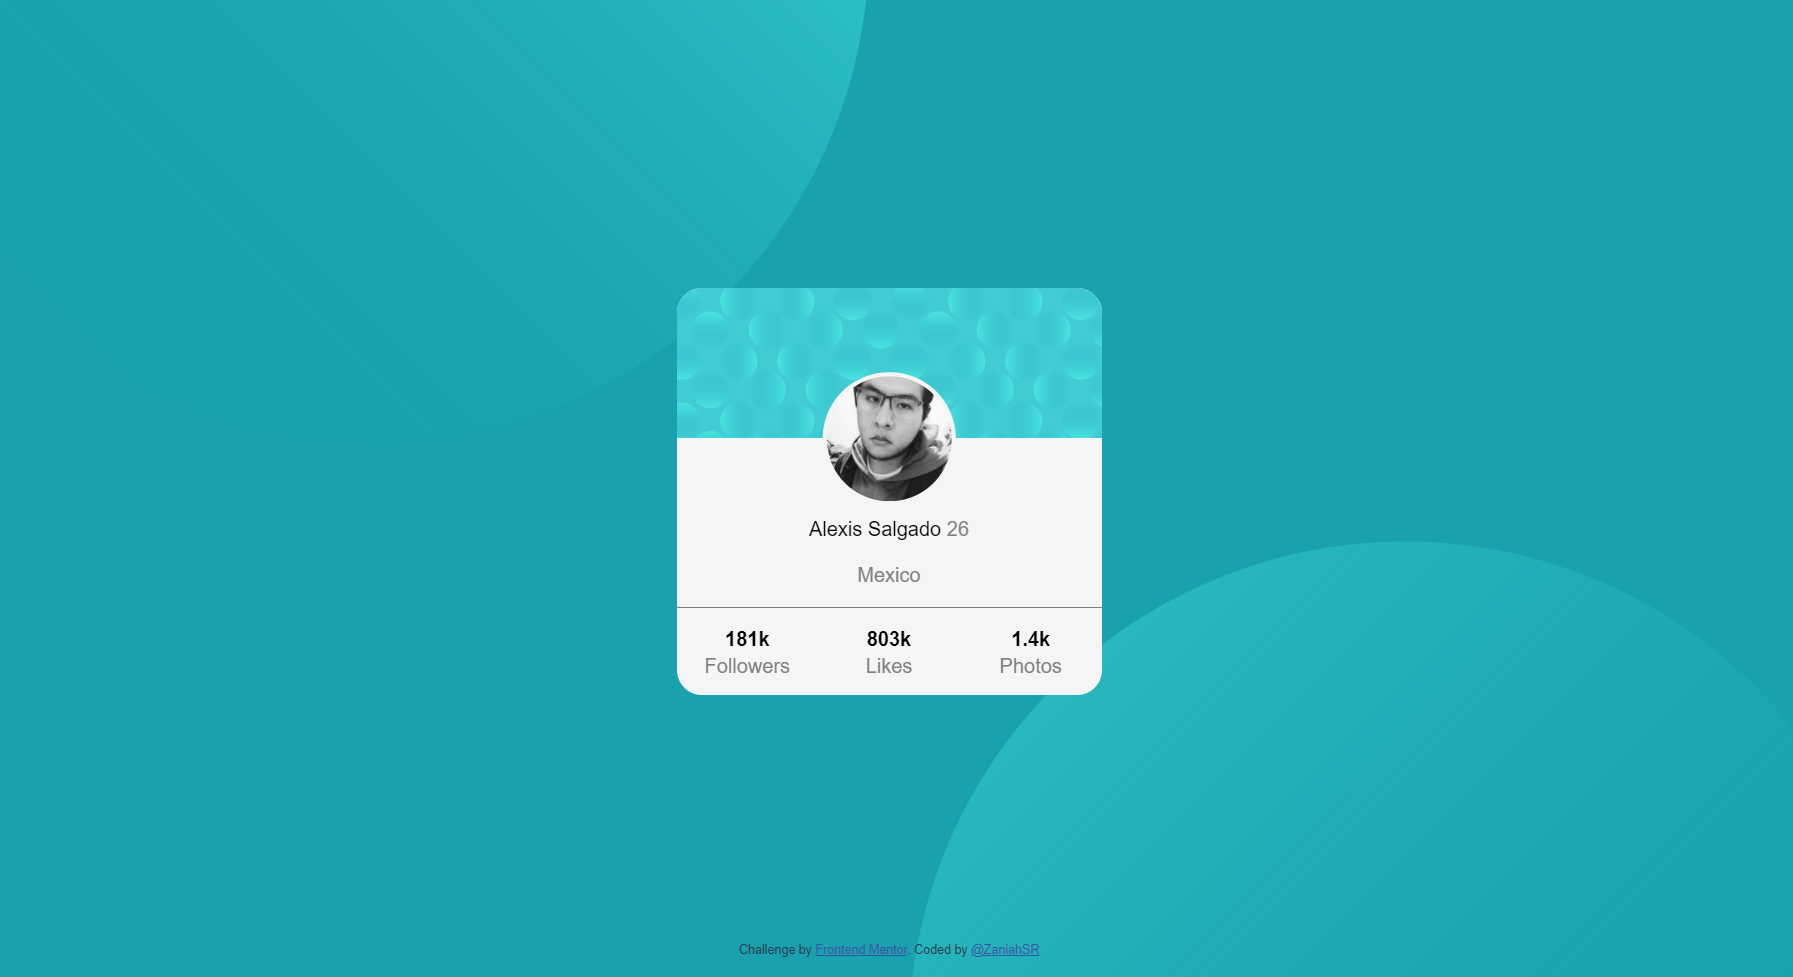 Alexis Salgado 26
Mexico
181k 803k 1.4k
Followers Likes Photos
Challenge by Frontend Mentor. Coded by @ZaniahSR